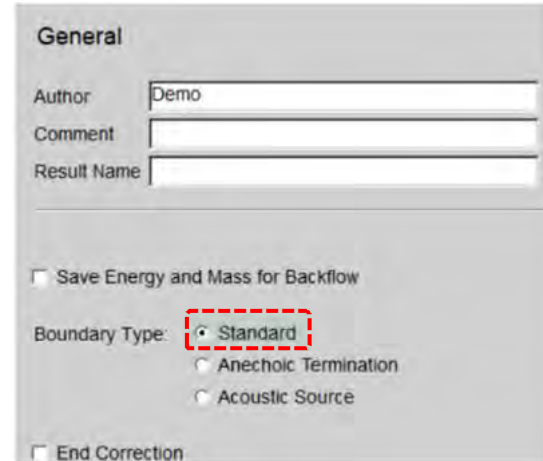 General
Author Demo
Comment
Result Name
Save Energy and Mass for Backflow
Boundary Type: Standard
Anechoic Termination
Acoustic Source
End Correction